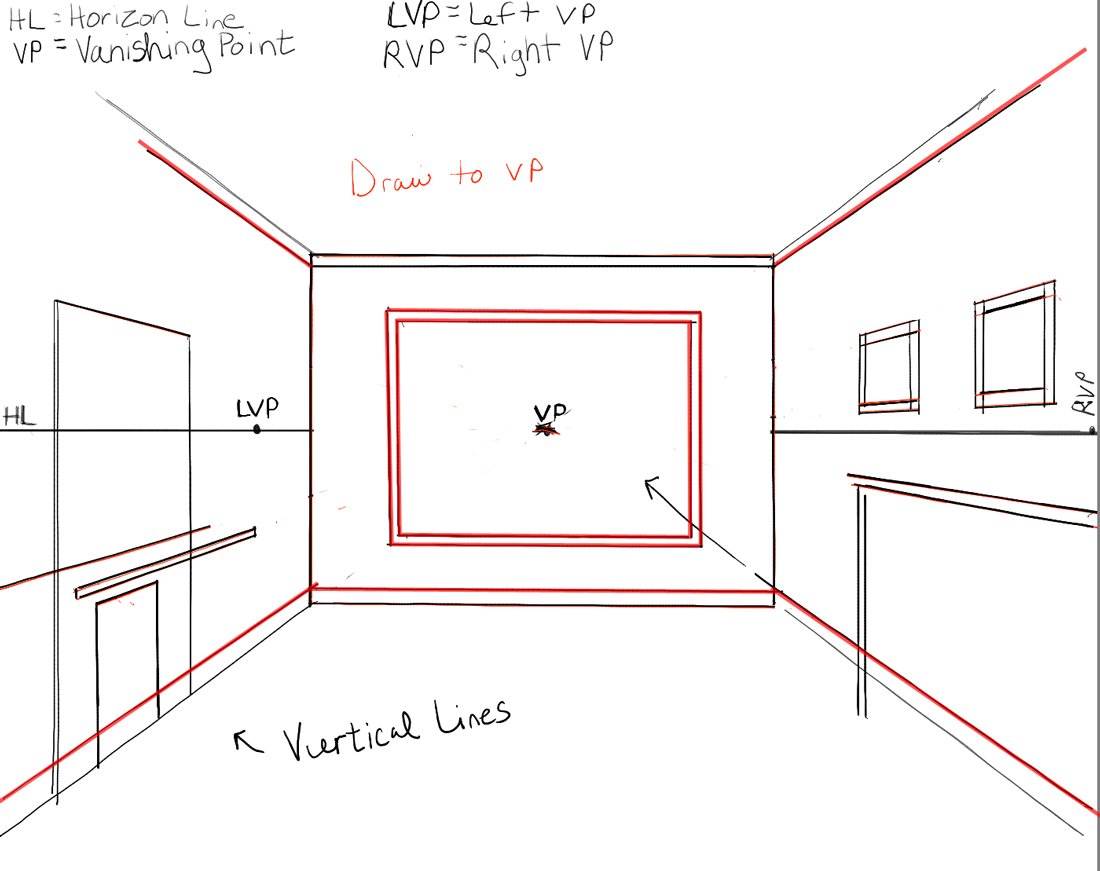 HL = Horizon Line
VP = Vanishing Point
LVP = Left VP
RVP = Right VP
Draw to VP
HL
LVP
VP
RVP
Vertical Lines